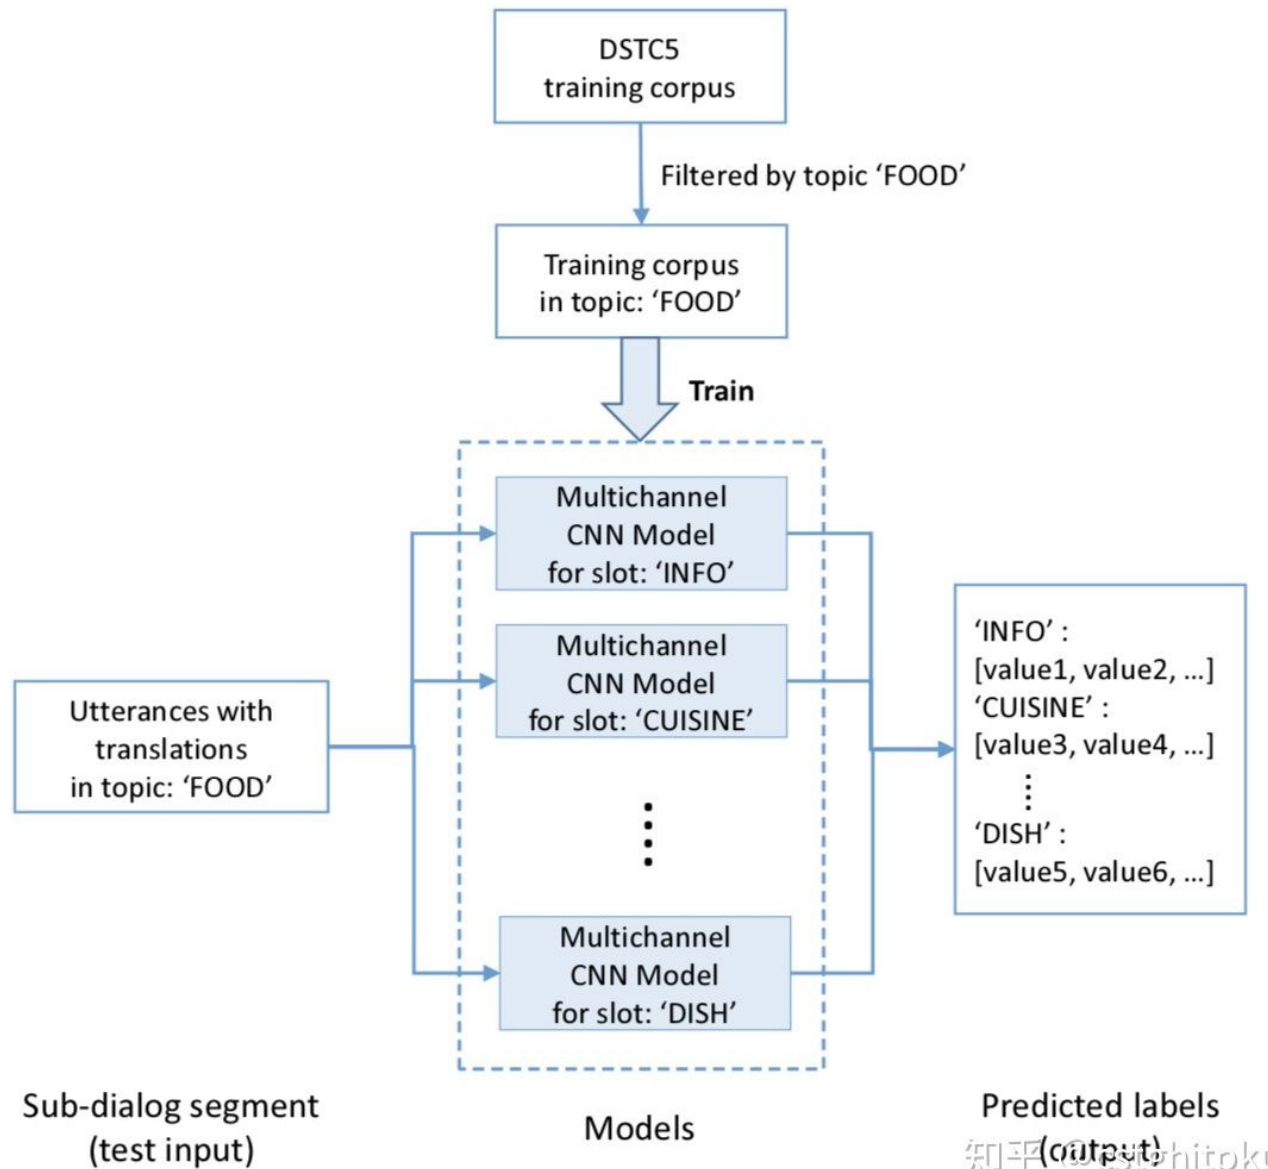 DSTC5
training corpus
Filtered by topic ‘FOOD’
Training corpus
in topic: ‘FOOD’
Train
Multichannel
CNN Model
for slot: ‘INFO’
Multichannel
CNN Model
for slot: ‘CUISINE’
Multichannel
CNN Model
for slot: ‘DISH’
Utterances with
translations
in topic: ‘FOOD’
‘INFO’ :
[value1, value2, ...]
‘CUISINE’ :
[value3, value4, ...]
‘DISH’ :
[value5, value6, ...]
Sub-dialog segment
(test input)
Models
Predicted labels
(output)
知乎